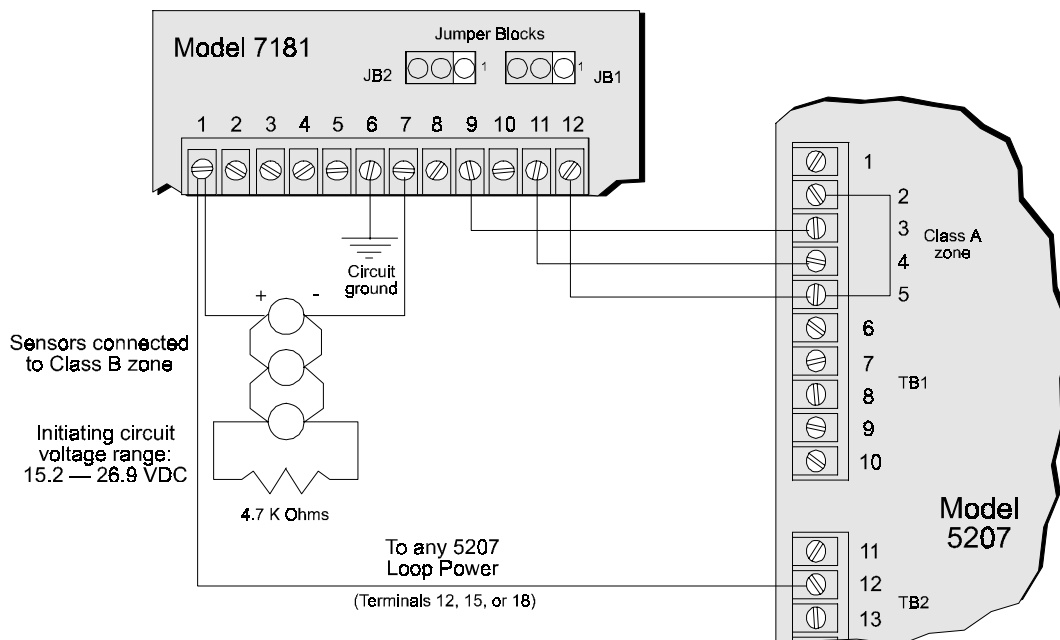 Model 7181
Jumper Blocks
JB2
1
1
JB1
1 2 3 4 5 6 7 8 9 10 11 12
Circuit
ground
+ -
Sensors connected
to Class B zone
Initiating circuit
voltage range:
15.2 — 26.9 VDC
4.7 K Ohms
To any 5207
Loop Power
(Terminals 12, 15, or 18)
1
2
3
4
5
Class A
zone
6
7
8
9
10
TB1
Model
5207
11
12
13
TB2